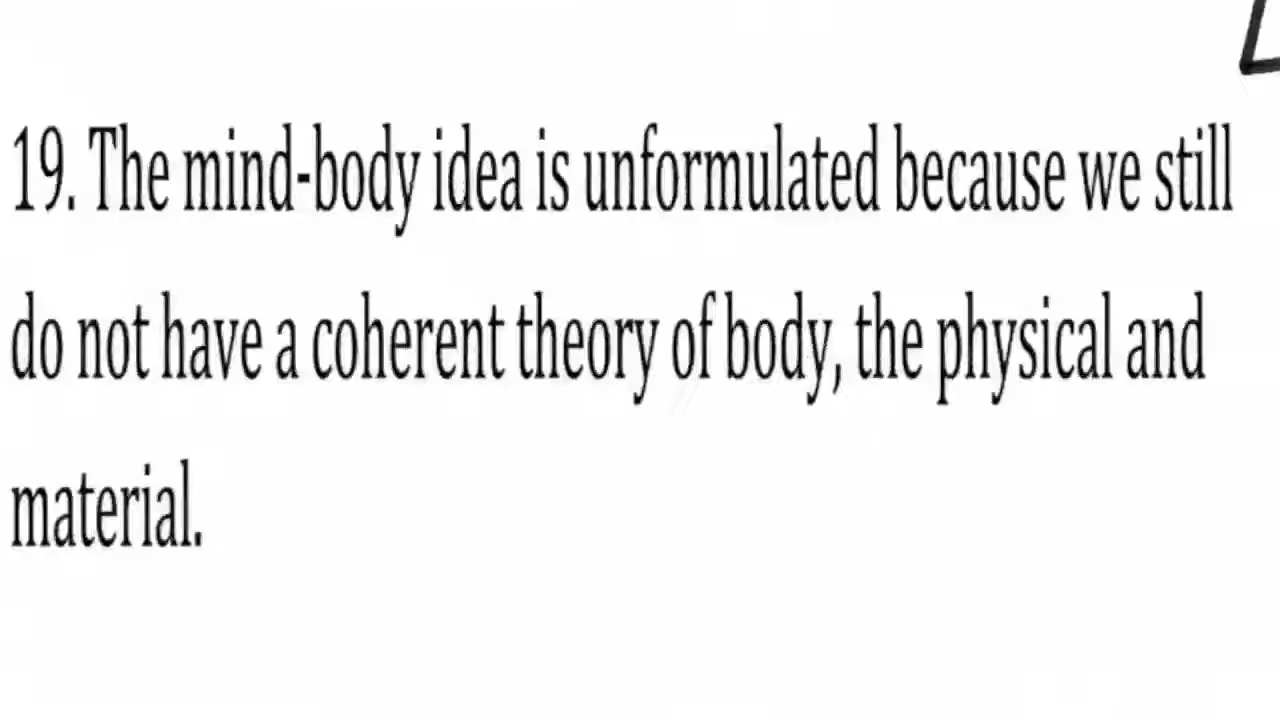 19. The mind-body idea is unformulated because we still
do not have a coherent theory of body, the physical and
material.